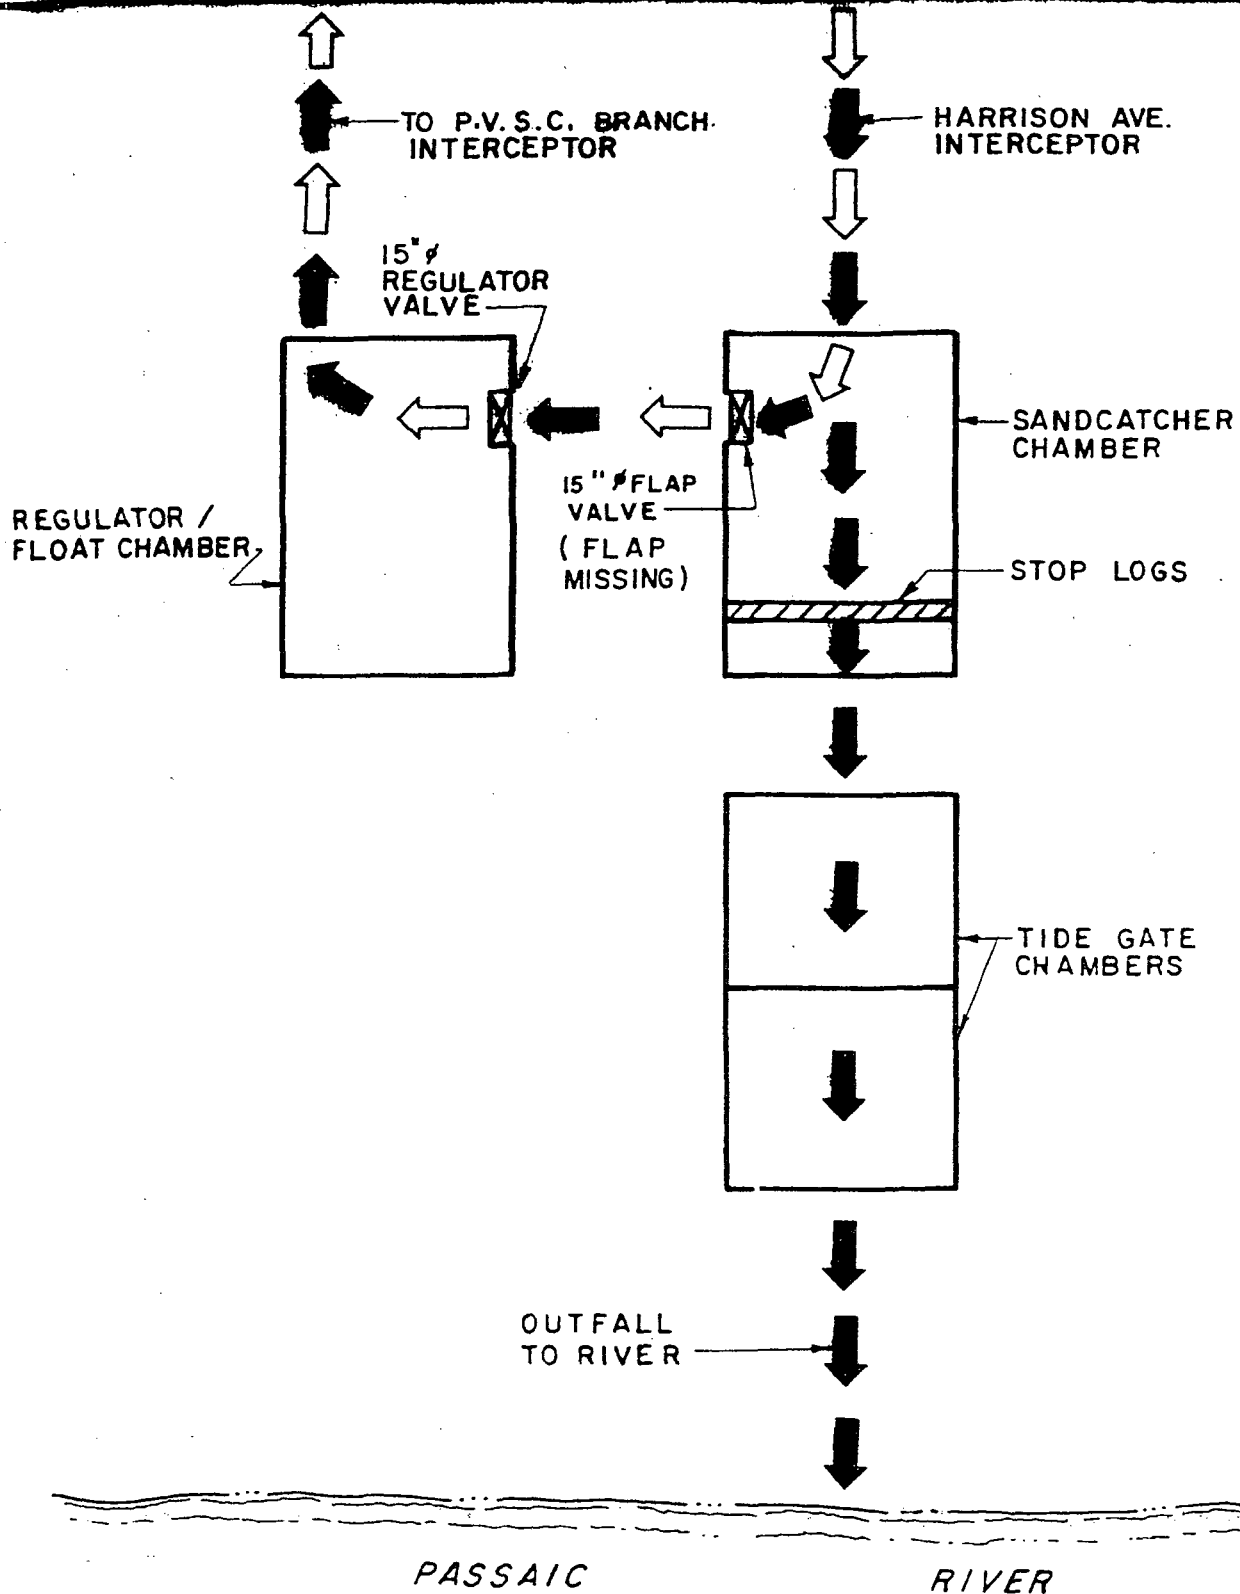 TO P.V.S.C. BRANCH
INTERCEPTOR
HARRISON AVE.
INTERCEPTOR
15"ø
REGULATOR
VALVE
SANDCATCHER
CHAMBER
15"ø FLAP
VALVE
(FLAP
MISSING)
REGULATOR /
FLOAT CHAMBER
STOP LOGS
TIDE GATE
CHAMBERS
OUTFALL
TO RIVER
PASSAIC RIVER